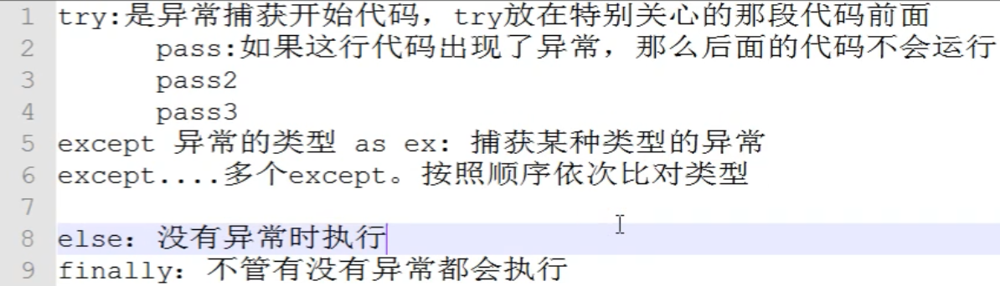 1 try:是异常捕获开始代码，try放在特别关心的那段代码前面
2 pass:如果这行代码出现了异常，那么后面的代码不会运行
3 pass2
4 pass3
5 except 异常的类型 as ex: 捕获某种类型的异常
6 except....多个except。按照顺序依次比对类型
7
8 else: 没有异常时执行
9 finally: 不管有没有异常都会执行